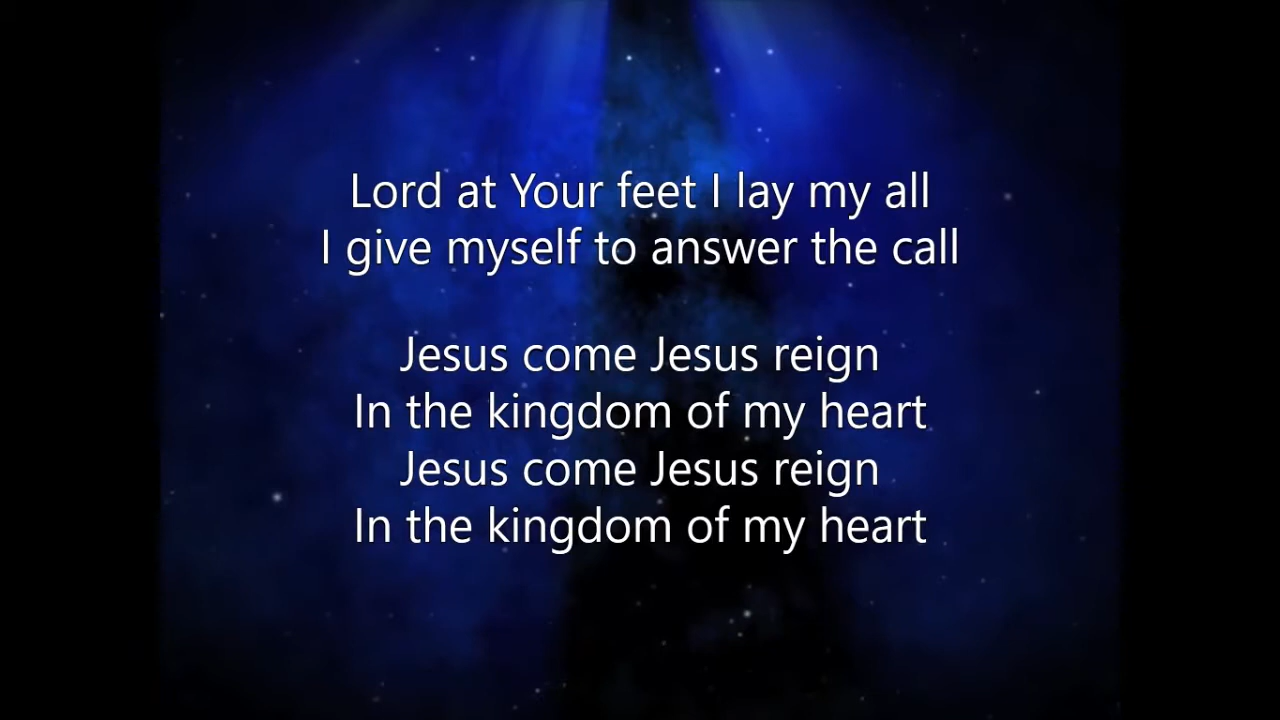 Lord at Your feet I lay my all
I give myself to answer the call
Jesus come Jesus reign
In the kingdom of my heart
Jesus come Jesus reign
In the kingdom of my heart